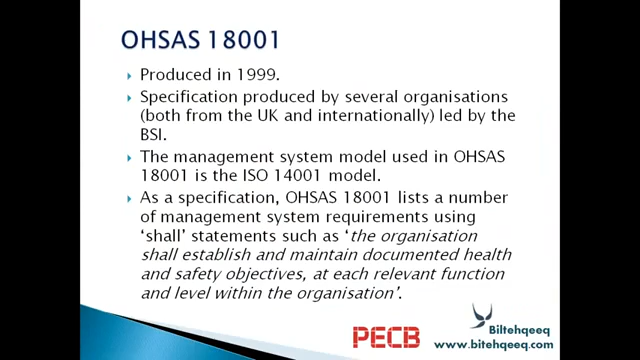 OHSAS 18001
Produced in 1999.
Specification produced by several organisations
(both from the UK and internationally) led by the
BSI.
The management system model used in OHSAS
18001 is the ISO 14001 model.
As a specification, OHSAS 18001 lists a number
of management system requirements using
‘shall’ statements such as ‘the organisation
shall establish and maintain documented health
and safety objectives, at each relevant function
and level within the organisation’.
PECB
Biltehqeeq
www.bitehqeeq.com